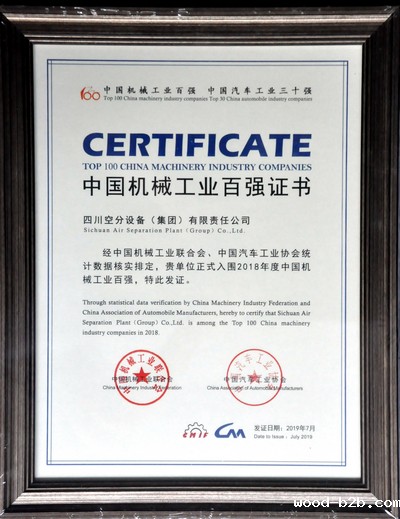 100 中国机械工业百强 中国汽车工业三十强
Top 100 China machinery industry companies Top 30 China automobile industry companies
CERTIFICATE
TOP 100 CHINA MACHINERY INDUSTRY COMPANIES
中国机械工业百强证书
四川空分设备（集团）有限责任公司
Sichuan Air Separation Plant (Group) Co.,Ltd.
经中国机械工业联合会、中国汽车工业协会统
计数据核实排定，贵单位正式入围2018年度中国机
械工业百强，特此发证。
Through statistical data verification by China Machinery Industry Federation and
China Association of Automobile Manufacturers, hereby to certify that Sichuan Air
Separation Plant (Group) Co.,Ltd. is among the Top 100 China machinery
industry companies in 2018.
中国机械工业联合会 中国汽车工业协会
China Machinery Industry Federation China Association of Automobile Manufacturers
CMIF CAA 发证日期：2019年7月
Date to Issue : July 2019
wood-b2b.com